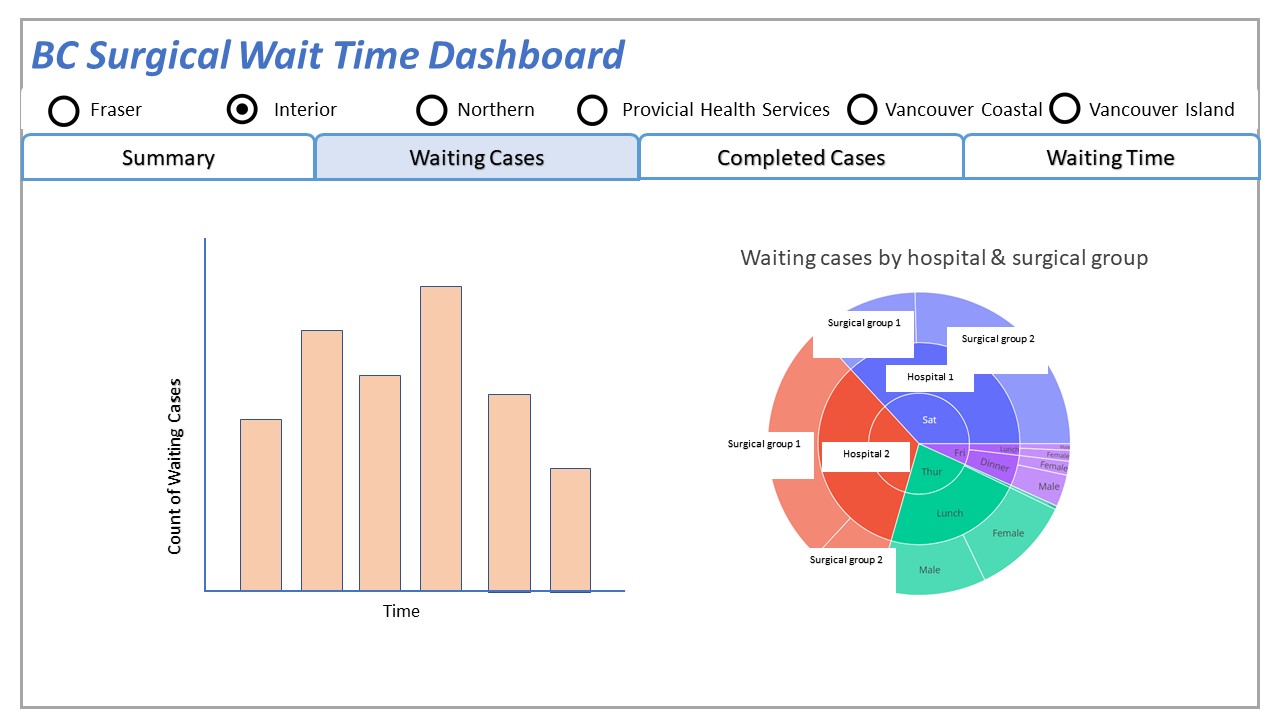 BC Surgical Wait Time Dashboard
Fraser
Interior
Northern
Provicial Health Services
Vancouver Coastal
Vancouver Island
Summary
Waiting Cases
Completed Cases
Waiting Time
Count of Waiting Cases
Time
Waiting cases by hospital & surgical group
Surgical group 1
Surgical group 2
Hospital 1
Sat
Surgical group 1
Hospital 2
Fri
Lunch
Female
Dinner
Female
Thur
Male
Lunch
Female
Surgical group 2
Male